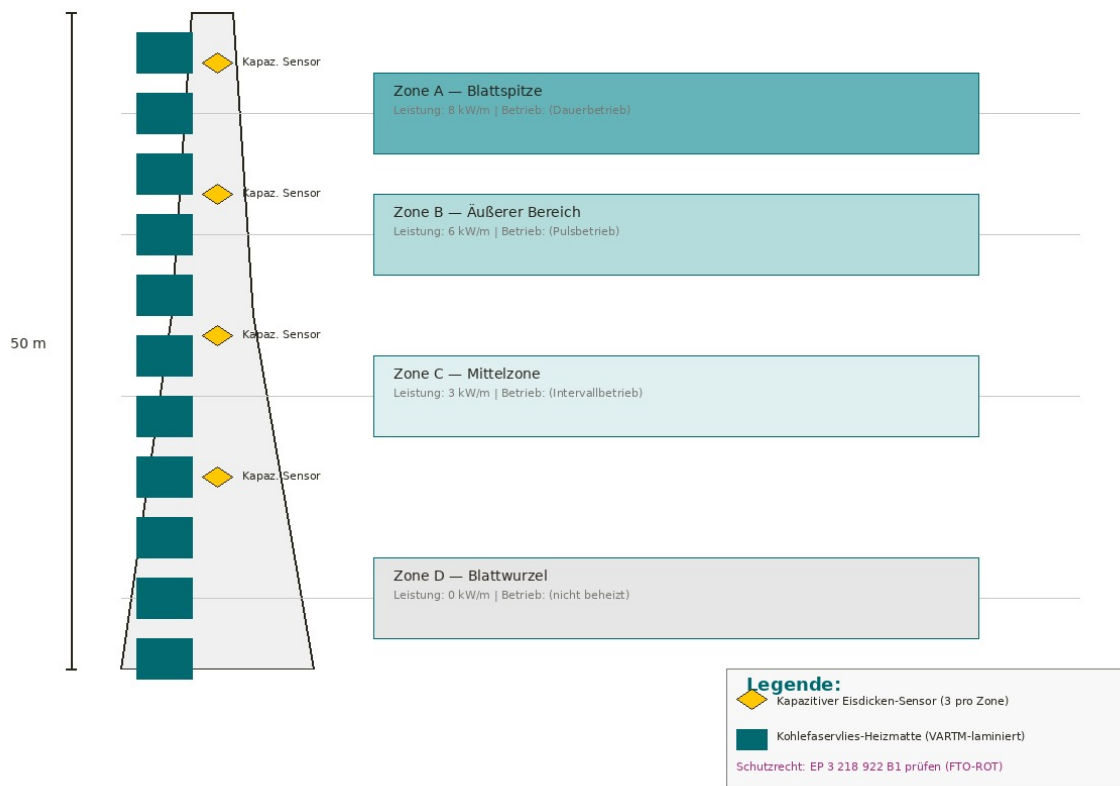 Kapaz. Sensor
Zone A — Blattspitze
Leistung: 8 kW/m | Betrieb: (Dauerbetrieb)
Kapaz. Sensor
Zone B — Äußerer Bereich
Leistung: 6 kW/m | Betrieb: (Pulsbetrieb)
Kapaz. Sensor
50 m
Zone C — Mittelzone
Leistung: 3 kW/m | Betrieb: (Intervallbetrieb)
Kapaz. Sensor
Zone D — Blattwurzel
Leistung: 0 kW/m | Betrieb: (nicht beheizt)
Legende:
Kapazitiver Eisdicken-Sensor (3 pro Zone)
Kohlefaservlies-Heizmatte (VARTM-laminiert)
Schutzrecht: EP 3 218 922 B1 prüfen (FTO-ROT)